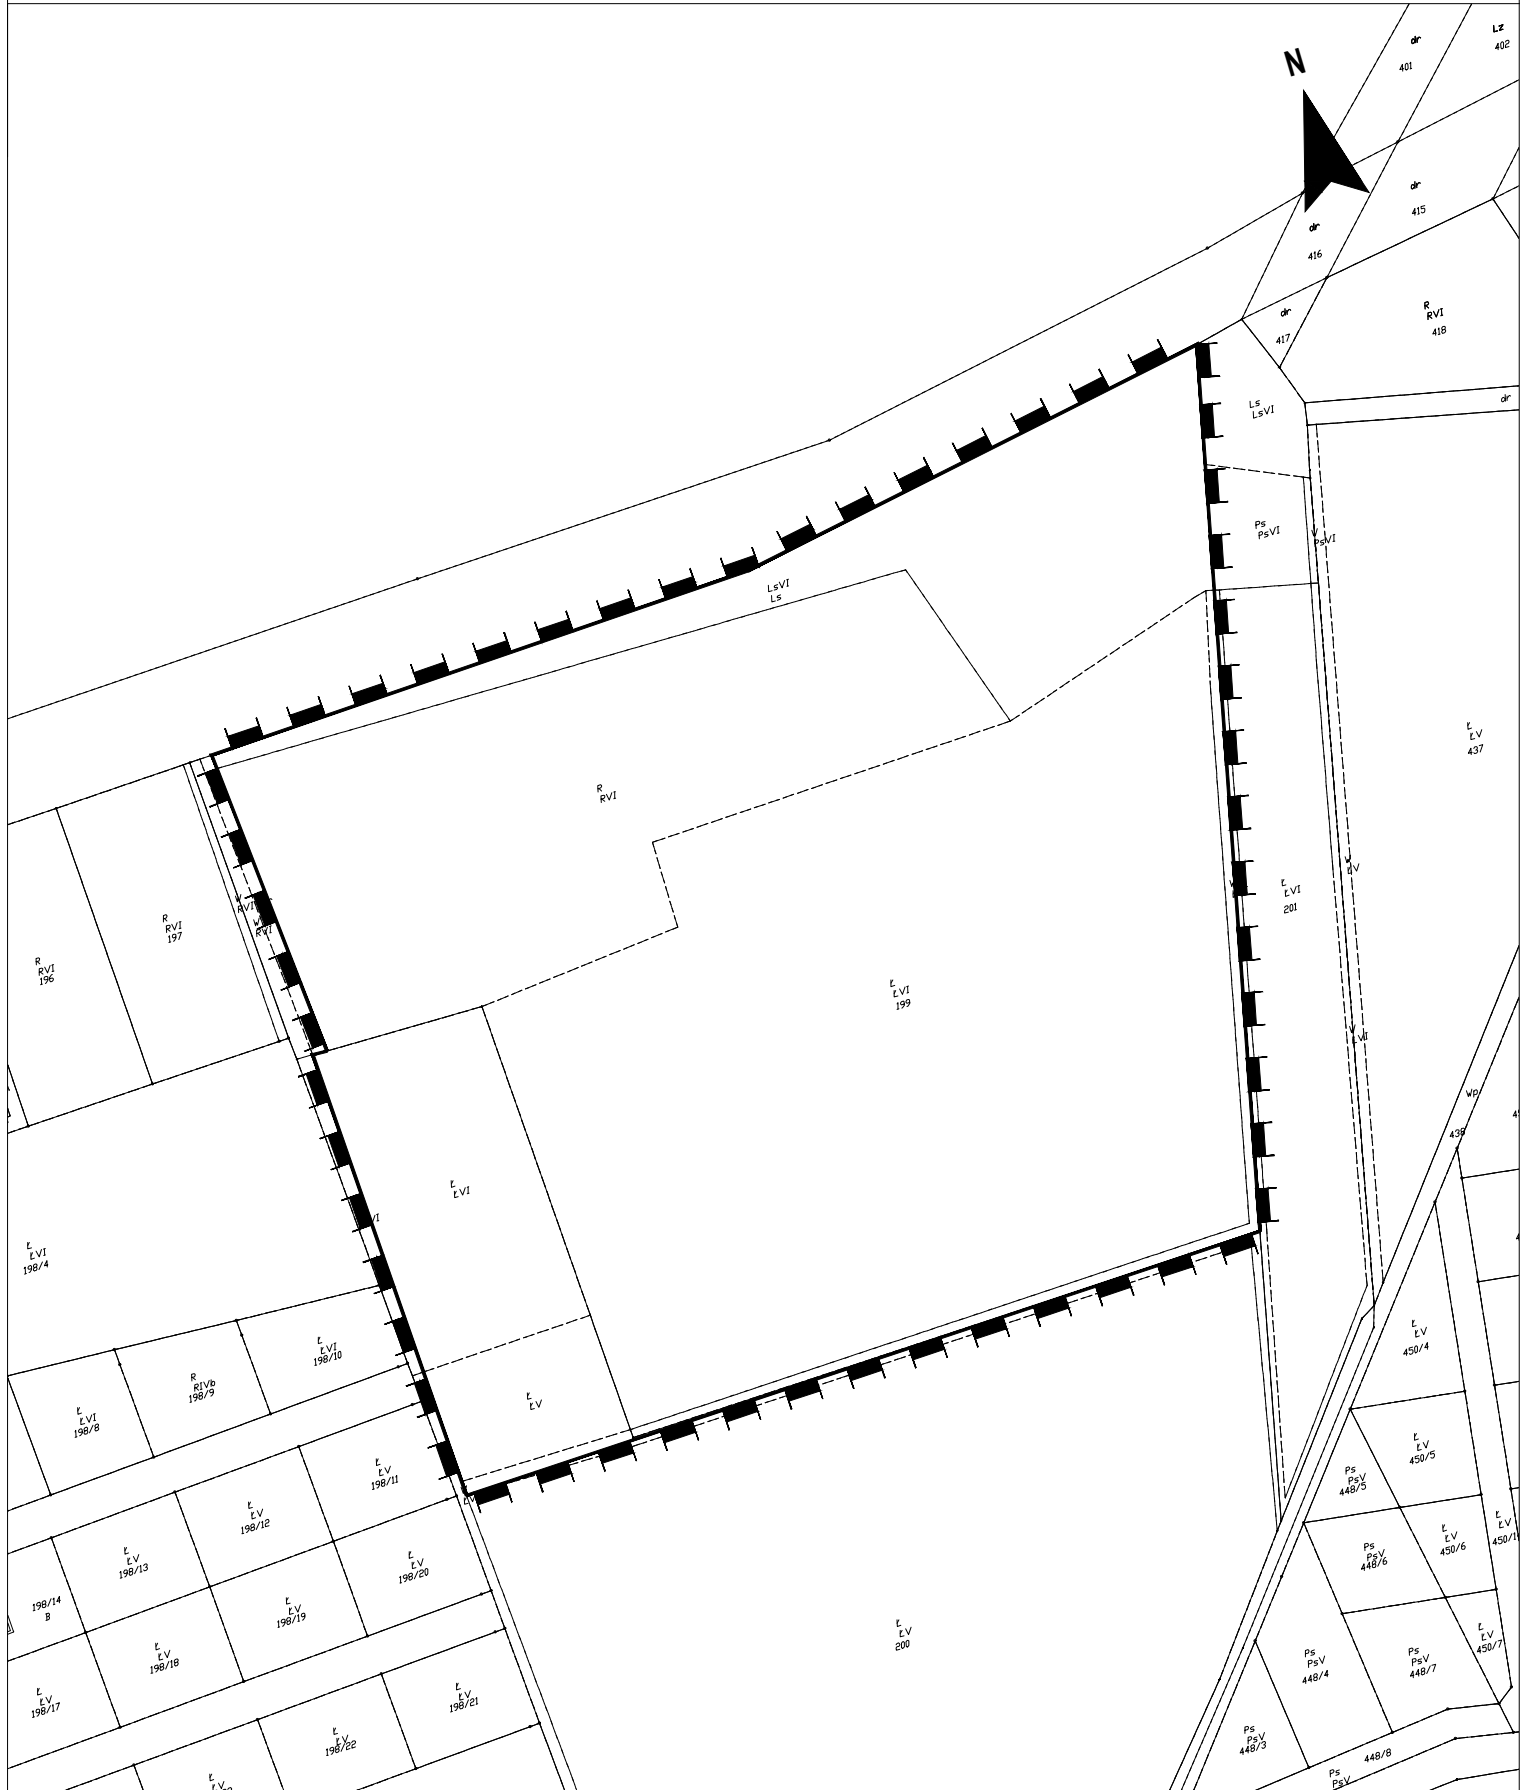 Lz
402
dr
401
N
dr
415
dr
416
R
RVI
418
dr
417
dr
Ls
LsVI
Ps
PsVI
V
PsVI
LsVI
Ls
Ł
ŁV
437
R
RVI
W
RVI
W
RVI
R
RVI
197
R
RVI
196
Ł
ŁVI
201
W
ŁV
Ł
ŁVI
199
Wp
438
Ł
ŁVI
Ł
ŁVI
198/4
Ł
ŁVI
198/10
R
RIVb
198/9
Ł
ŁVI
198/8
Ł
ŁV
Ł
ŁV
450/4
Ł
ŁV
450/5
Ps
PsV
448/5
Ł
ŁV
198/11
Ł
ŁV
198/12
Ł
ŁV
198/13
Ł
ŁV
198/20
Ł
ŁV
198/19
198/14
B
Ł
ŁV
198/18
Ł
ŁV
198/17
Ł
ŁV
450/6
Ł
ŁV
Ps
PsV
448/6
Ł
ŁV
200
Ł
ŁV
450/7
Ps
PsV
448/4
Ps
PsV
448/7
Ł
ŁV
198/21
Ł
ŁV
198/22
Ps
PsV
448/3
448/8
Ps
PsV
Ł
ŁV